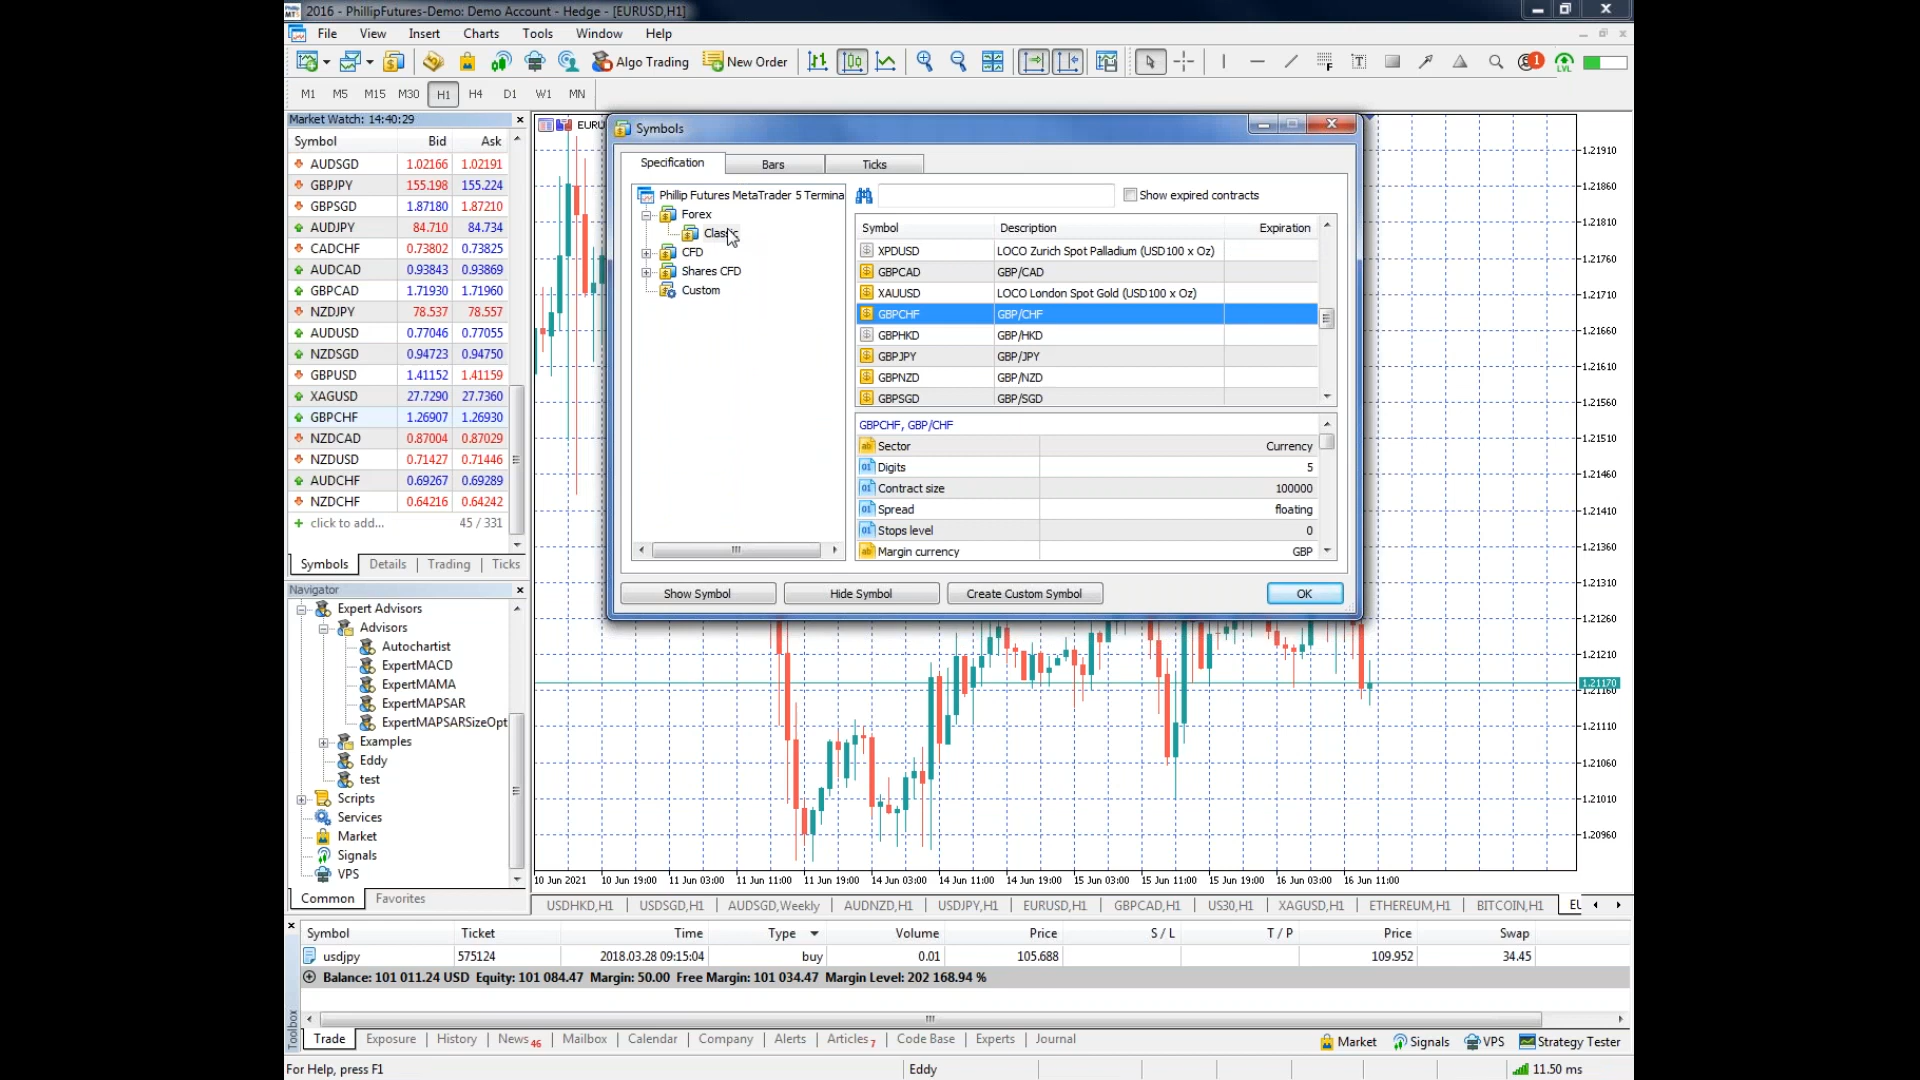 2016 - PhillipFutures-Demo: Demo Account - Hedge - [EURUSD,H1]
File View Insert Charts Tools Window Help
Algo Trading New Order 1 LVL
M1 M5 M15 M30 H1 H4 D1 W1 MN
Market Watch: 14:40:29
Symbol Bid Ask
AUDSGD 1.02166 1.02191
GBPJPY 155.198 155.224
GBPSGD 1.87180 1.87210
AUDJPY 84.710 84.734
CADCHF 0.73802 0.73825
AUDCAD 0.93843 0.93869
GBPCAD 1.71930 1.71960
NZDJPY 78.537 78.557
AUDUSD 0.77046 0.77055
NZDSGD 0.94723 0.94750
GBPUSD 1.41152 1.41159
XAGUSD 27.7290 27.7360
GBPCHF 1.26907 1.26930
NZDCAD 0.87004 0.87029
NZDUSD 0.71427 0.71446
AUDCHF 0.69267 0.69289
NZDCHF 0.64216 0.64242
click to add... 45 / 331
Symbols Details Trading Ticks
Navigator
Expert Advisors
Advisors
Autochartist
ExpertMACD
ExpertMAMA
ExpertMAPSAR
ExpertMAPSARSizeOpt
Examples
Eddy
test
Scripts
Services
Market
Signals
VPS
Common Favorites
EURU
Symbols
Specification Bars Ticks
Phillip Futures MetaTrader 5 Termina
Forex
Classic
CFD
Shares CFD
Custom
Show expired contracts
Symbol Description Expiration
XPDUSD LOCO Zurich Spot Palladium (USD100 x Oz)
GBPCAD GBP/CAD
XAUUSD LOCO London Spot Gold (USD100 x Oz)
GBPCHF GBP/CHF
GBPHKD GBP/HKD
GBPJPY GBP/JPY
GBPNZD GBP/NZD
GBPSGD GBP/SGD
GBPCHF, GBP/CHF
Sector Currency
Digits 5
Contract size 100000
Spread floating
Stops level 0
Margin currency GBP
Show Symbol Hide Symbol Create Custom Symbol OK
1.21910
1.21860
1.21810
1.21760
1.21710
1.21660
1.21610
1.21560
1.21510
1.21460
1.21410
1.21360
1.21310
1.21260
1.21210
1.21170
1.21160
1.21110
1.21060
1.21010
1.20960
10 Jun 2021 10 Jun 19:00 11 Jun 03:00 11 Jun 11:00 11 Jun 19:00 14 Jun 03:00 14 Jun 11:00 14 Jun 19:00 15 Jun 03:00 15 Jun 11:00 15 Jun 19:00 16 Jun 03:00 16 Jun 11:00
USDHKD,H1 USDSGD,H1 AUDSGD,Weekly AUDNZD,H1 USDJPY,H1 EURUSD,H1 GBPCAD,H1 US30,H1 XAGUSD,H1 ETHEREUM,H1 BITCOIN,H1 EU
Symbol Ticket Time Type Volume Price S / L T / P Price Swap
usdjpy 575124 2018.03.28 09:15:04 buy 0.01 105.688 109.952 34.45
Balance: 101 011.24 USD Equity: 101 084.47 Margin: 50.00 Free Margin: 101 034.47 Margin Level: 202 168.94 %
Toolbox
Trade Exposure History News 46 Mailbox Calendar Company Alerts Articles 7 Code Base Experts Journal Market Signals VPS Strategy Tester
For Help, press F1 Eddy 11.50 ms